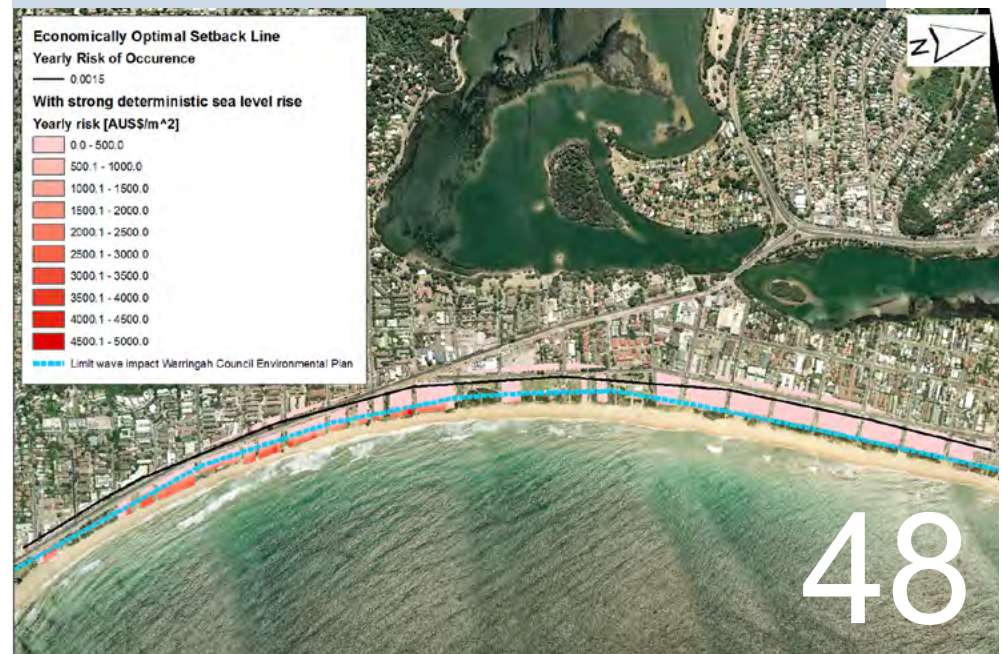 Economically Optimal Setback Line
Yearly Risk of Occurence
0.0015
With strong deterministic sea level rise
Yearly risk [AUS$/m^2]
0.0 - 500.0
500.1 - 1000.0
1000.1 - 1500.0
1500.1 - 2000.0
2000.1 - 2500.0
2500.1 - 3000.0
3000.1 - 3500.0
3500.1 - 4000.0
4000.1 - 4500.0
4500.1 - 5000.0
Limit wave impact Warringah Council Environmental Plan
N
48